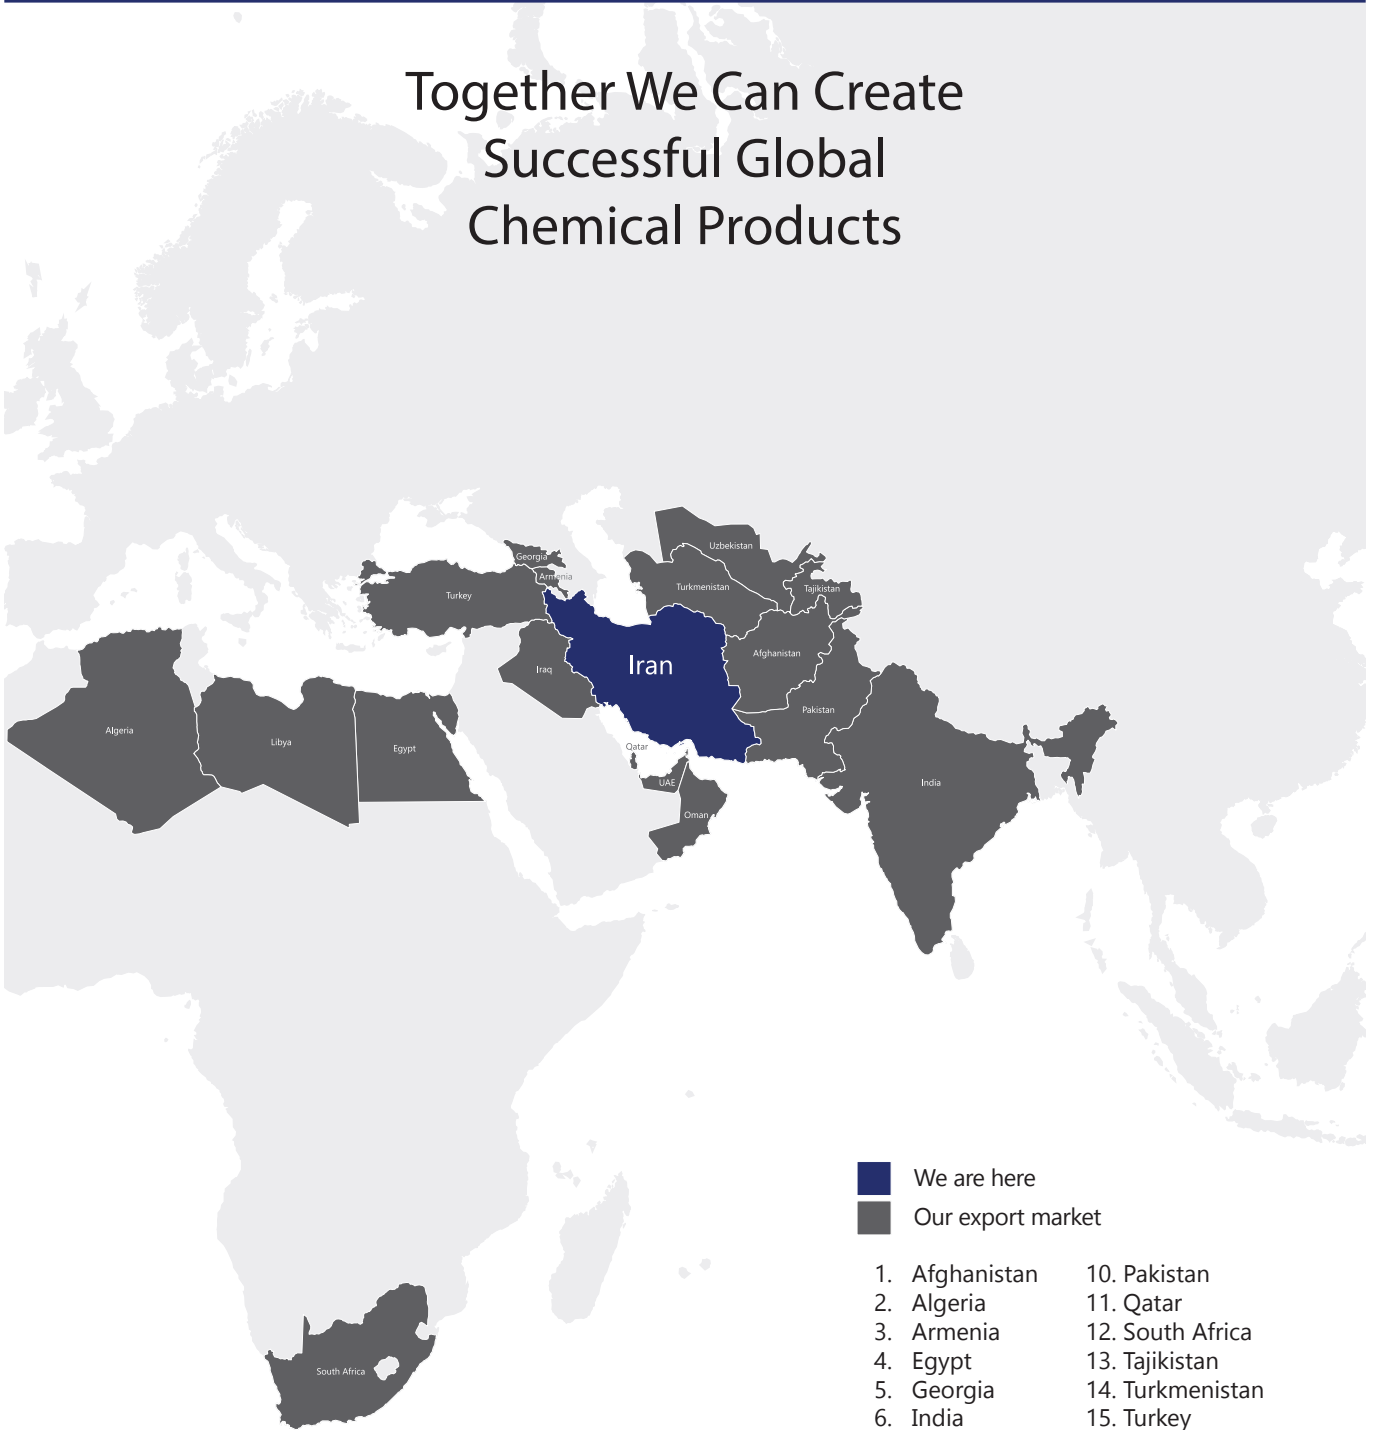 Together We Can Create
Successful Global
Chemical Products
Uzbekistan
Georgia
Armenia
Turkmenistan
Tajikistan
Turkey
Afghanistan
Iran
Iraq
Pakistan
Algeria
Libya
Egypt
Qatar
UAE
India
Oman
South Africa
We are here
Our export market
1. Afghanistan
2. Algeria
3. Armenia
4. Egypt
5. Georgia
6. India
10. Pakistan
11. Qatar
12. South Africa
13. Tajikistan
14. Turkmenistan
15. Turkey